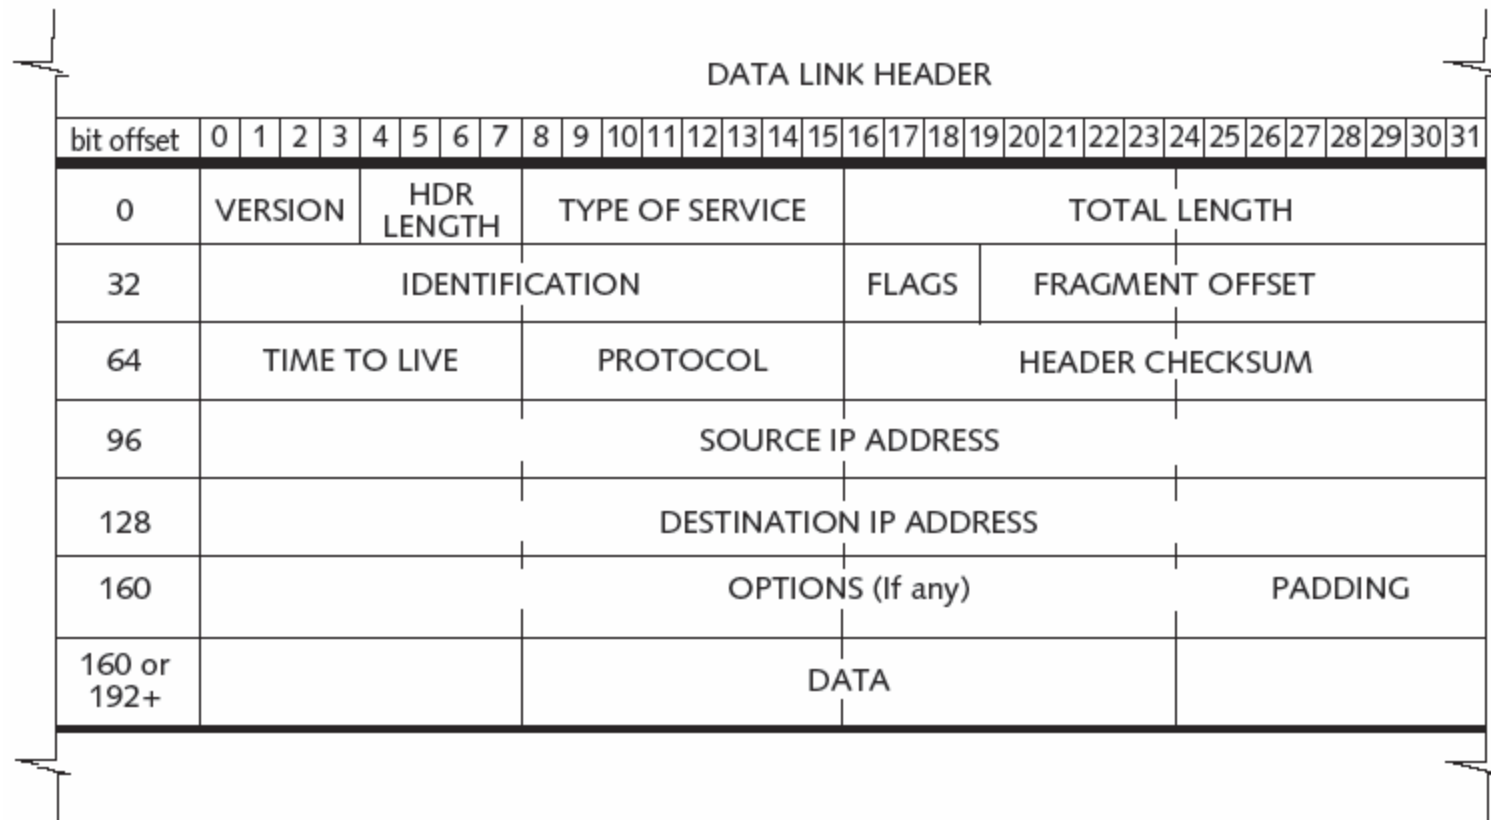 DATA LINK HEADER
bit offset 0 1 2 3 4 5 6 7 8 9 10 11 12 13 14 15 16 17 18 19 20 21 22 23 24 25 26 27 28 29 30 31
0 VERSION HDR LENGTH TYPE OF SERVICE TOTAL LENGTH
32 IDENTIFICATION FLAGS FRAGMENT OFFSET
64 TIME TO LIVE PROTOCOL HEADER CHECKSUM
96 SOURCE IP ADDRESS
128 DESTINATION IP ADDRESS
160 OPTIONS (If any) PADDING
160 or
192+ DATA